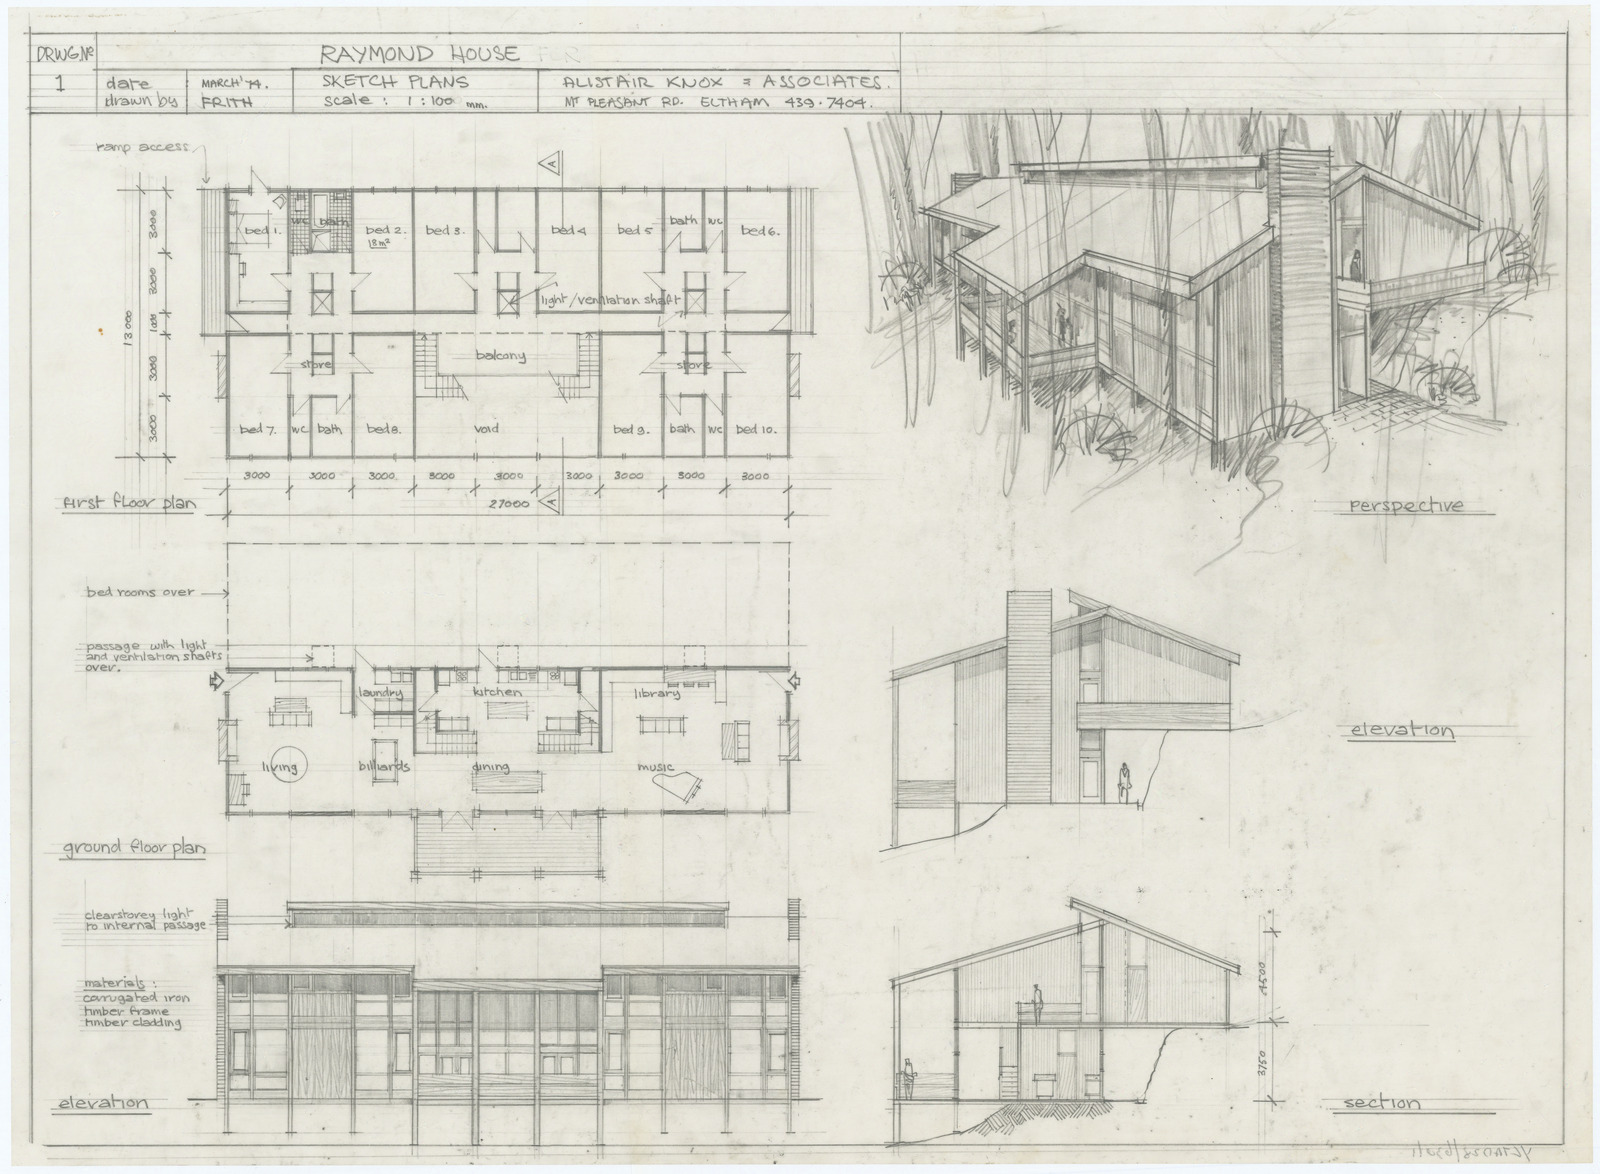 DRWG. Nº
1
RAYMOND HOUSE
date
drawn by
MARCH '74.
FRITH
SKETCH PLANS
scale : 1 : 100 mm.
ALISTAIR KNOX & ASSOCIATES.
MT PLEASANT RD. ELTHAM 439·7404.
ramp access
A
bed 1.
wc
bath
bed 2.
18m²
bed 3.
bed 4
bed 5
bath
wc
bed 6.
light/ventilation shaft
3000
3000
1000
3000
3000
13000
store
balcony
store
bed 7.
wc
bath
bed 8.
void
bed 9.
bath
wc
bed 10.
3000
3000
3000
3000
3000
3000
3000
3000
3000
27000
A
first floor plan
perspective
bed rooms over
passage with light
and ventilation shafts
over.
laundry
kitchen
library
living
billiards
dining
music
ground floor plan
elevation
clearstorey light
to internal passage
materials :
corrugated iron
timber frame
timber cladding
elevation
4500
3750
section